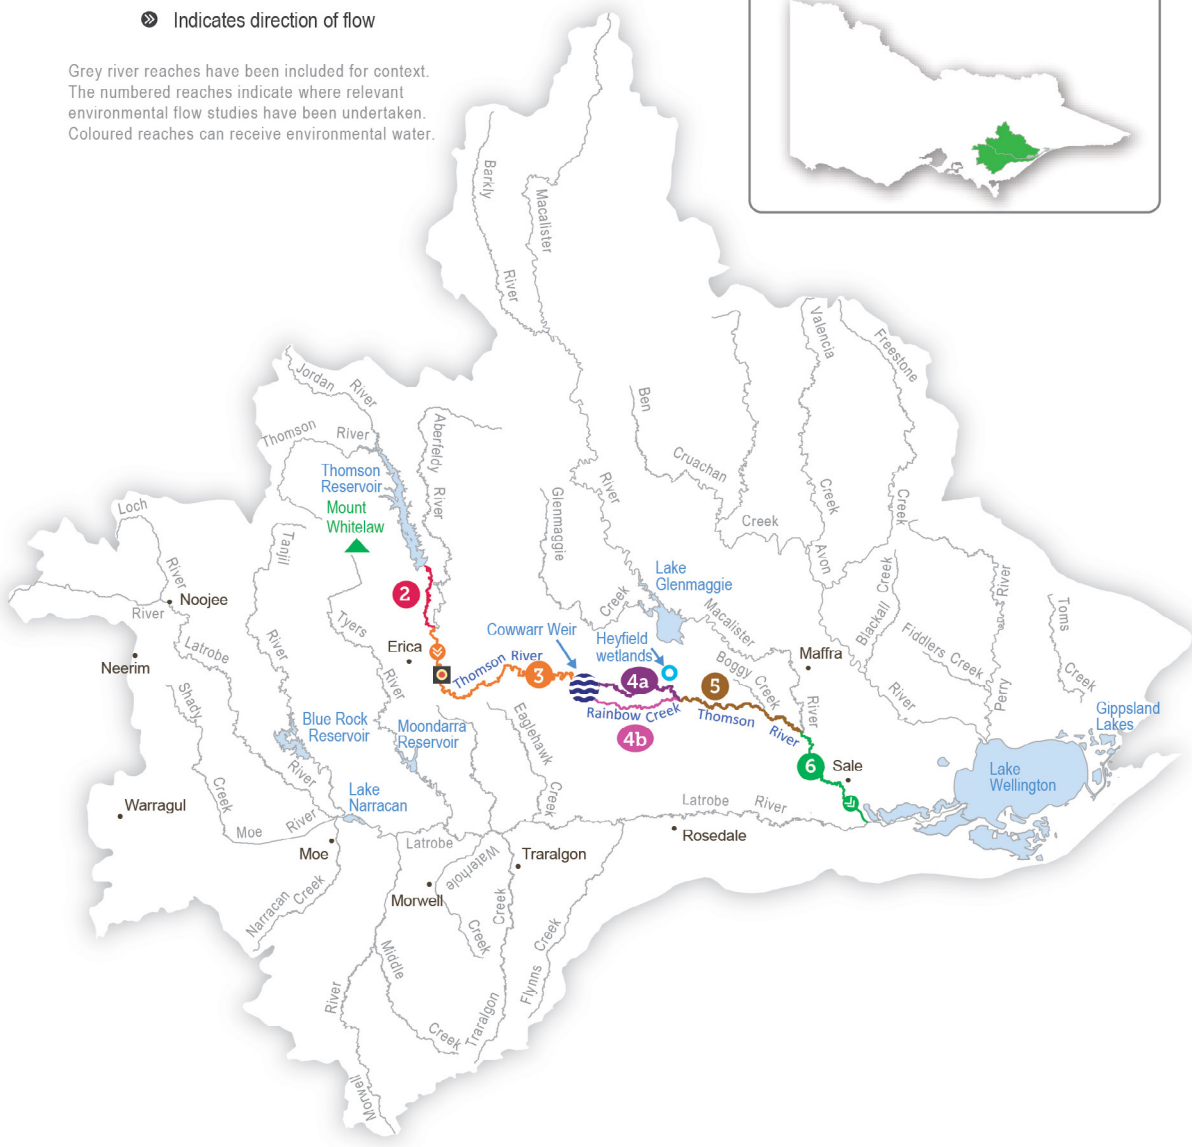 Indicates direction of flow
Grey river reaches have been included for context.
The numbered reaches indicate where relevant
environmental flow studies have been undertaken.
Coloured reaches can receive environmental water.
Barkly
River
Macalister
River
Jordan
River
Thomson
River
Aberfeldy
River
Thomson
Reservoir
Mount
Whitelaw
Loch
River
Noojee
River
Neerim
Latrobe
River
Tanjil
River
Tyers
River
Erica
2
Thomson River
3
Cowwarr Weir
Heyfield
wetlands
Lake
Glenmaggie
Glenmaggie
Creek
Ben
Cruachan
Creek
Valencia
Creek
Freestone
Creek
Avon
River
Blackall Creek
Fiddlers Creek
Perry
River
Toms
Creek
Macalister
River
Boggy Creek
Maffra
4a
Rainbow Creek
4b
5
Thomson
River
6
Sale
Gippsland
Lakes
Lake
Wellington
Latrobe River
Rosedale
Eaglehawk
Creek
Shady
Creek
Blue Rock
Reservoir
Moondarra
Reservoir
Lake
Narracan
Warragul
Moe River
Moe
Narracan
Creek
Latrobe
Waterhole
Creek
Morwell
Traralgon
Traralgon
Creek
Flynns
Creek
Middle
Creek
Morwell
River